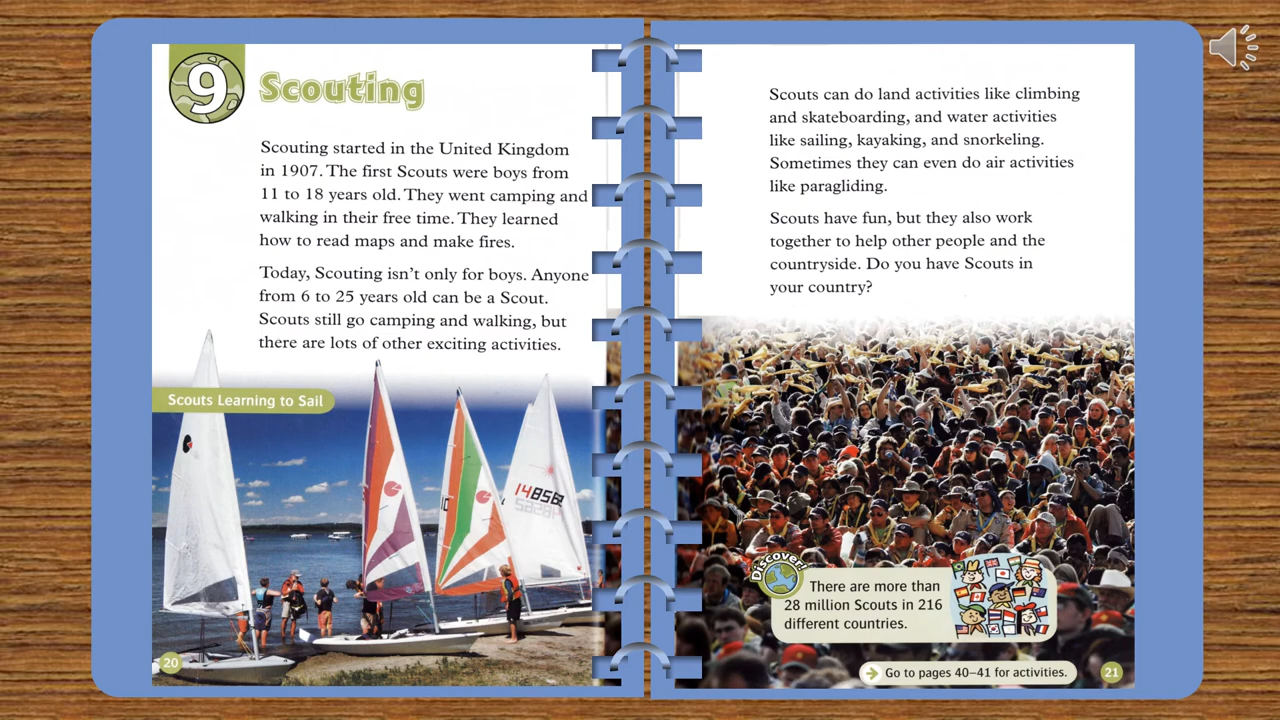 9 Scouting
Scouting started in the United Kingdom
in 1907. The first Scouts were boys from
11 to 18 years old. They went camping and
walking in their free time. They learned
how to read maps and make fires.
Today, Scouting isn't only for boys. Anyone
from 6 to 25 years old can be a Scout.
Scouts still go camping and walking, but
there are lots of other exciting activities.
Scouts Learning to Sail
14858
20
Scouts can do land activities like climbing
and skateboarding, and water activities
like sailing, kayaking, and snorkeling.
Sometimes they can even do air activities
like paragliding.
Scouts have fun, but they also work
together to help other people and the
countryside. Do you have Scouts in
your country?
Discover!
There are more than
28 million Scouts in 216
different countries.
Go to pages 40–41 for activities.
21